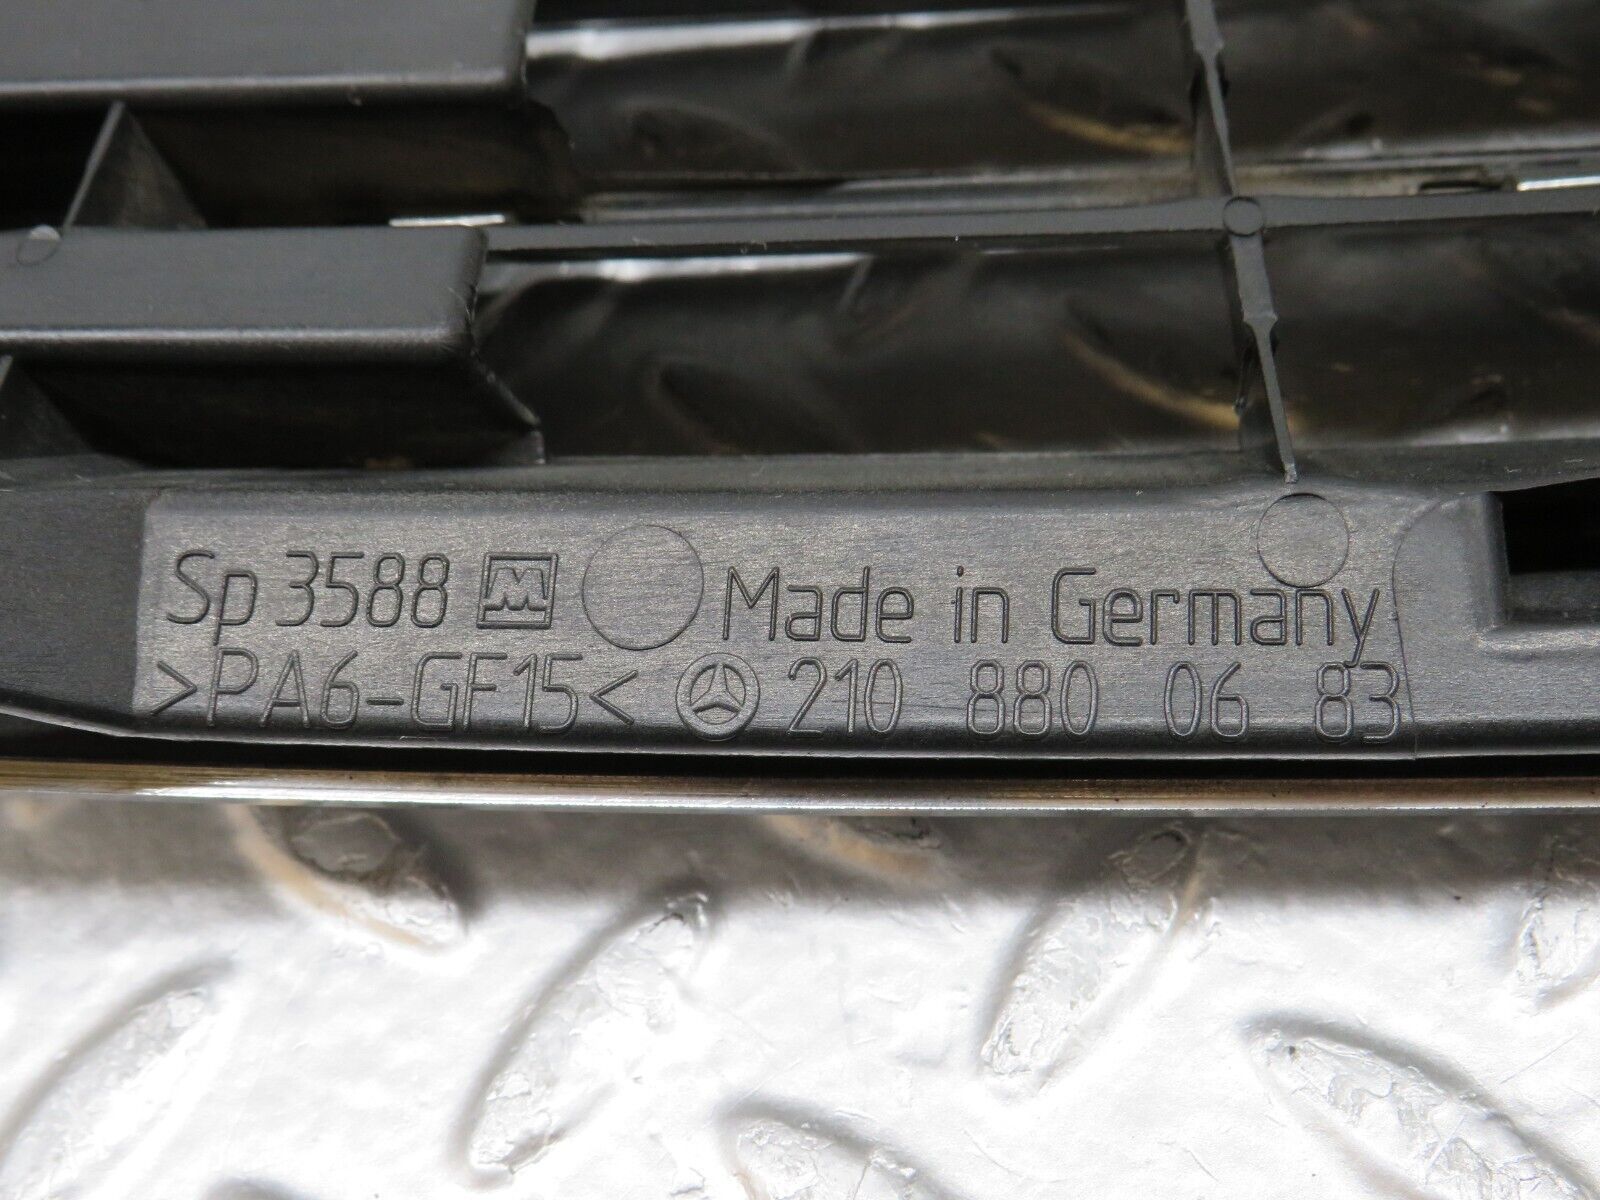 Sp 3588 M Made in Germany
>PA6-GF15< 210 880 06 83